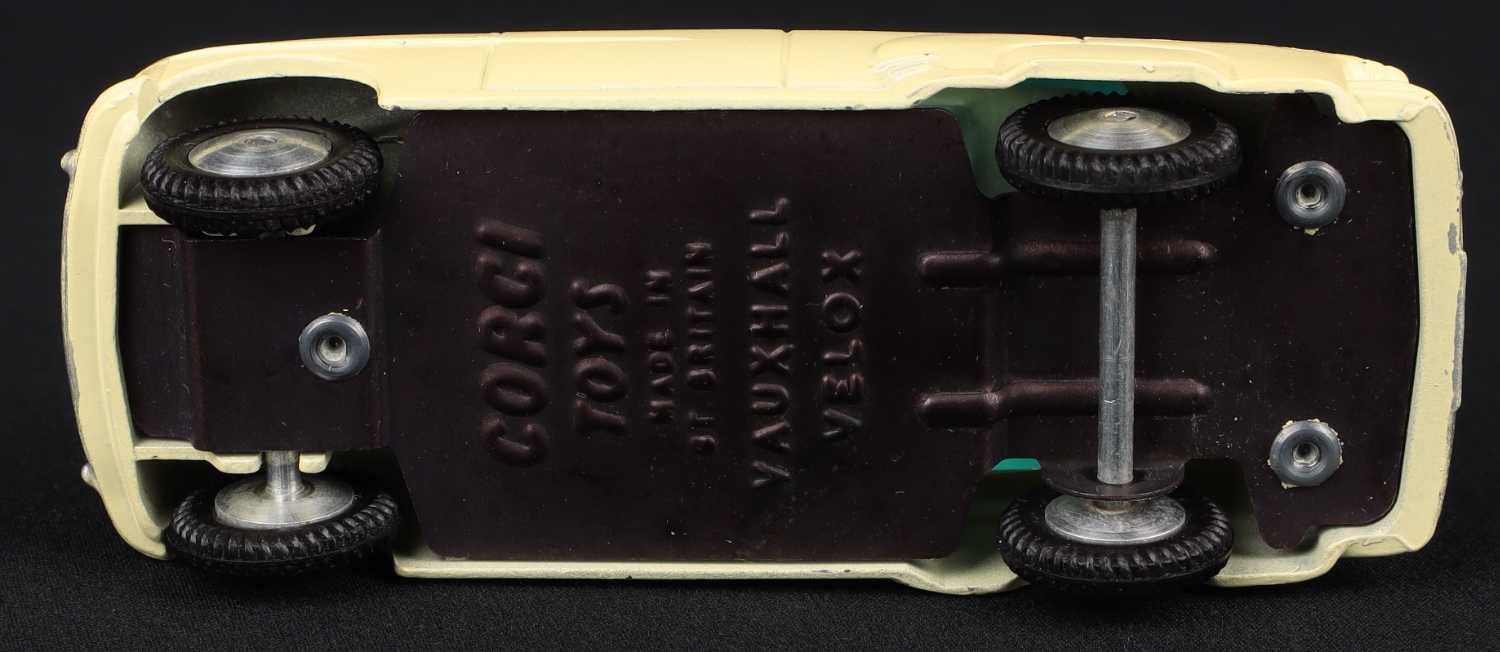 CORGI
TOYS
MADE IN
GT BRITAIN
VAUXHALL
VELOX